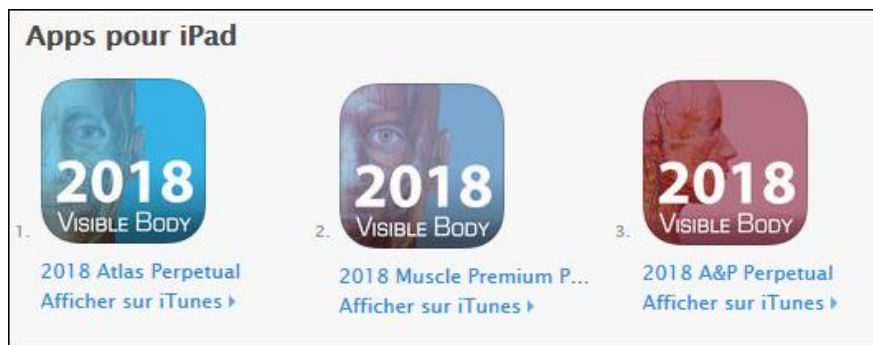 Apps pour iPad
2018
VISIBLE BODY
1.
2018 Atlas Perpetual
Afficher sur iTunes
2018
VISIBLE BODY
2.
2018 Muscle Premium P...
Afficher sur iTunes
2018
VISIBLE BODY
3.
2018 A&P Perpetual
Afficher sur iTunes